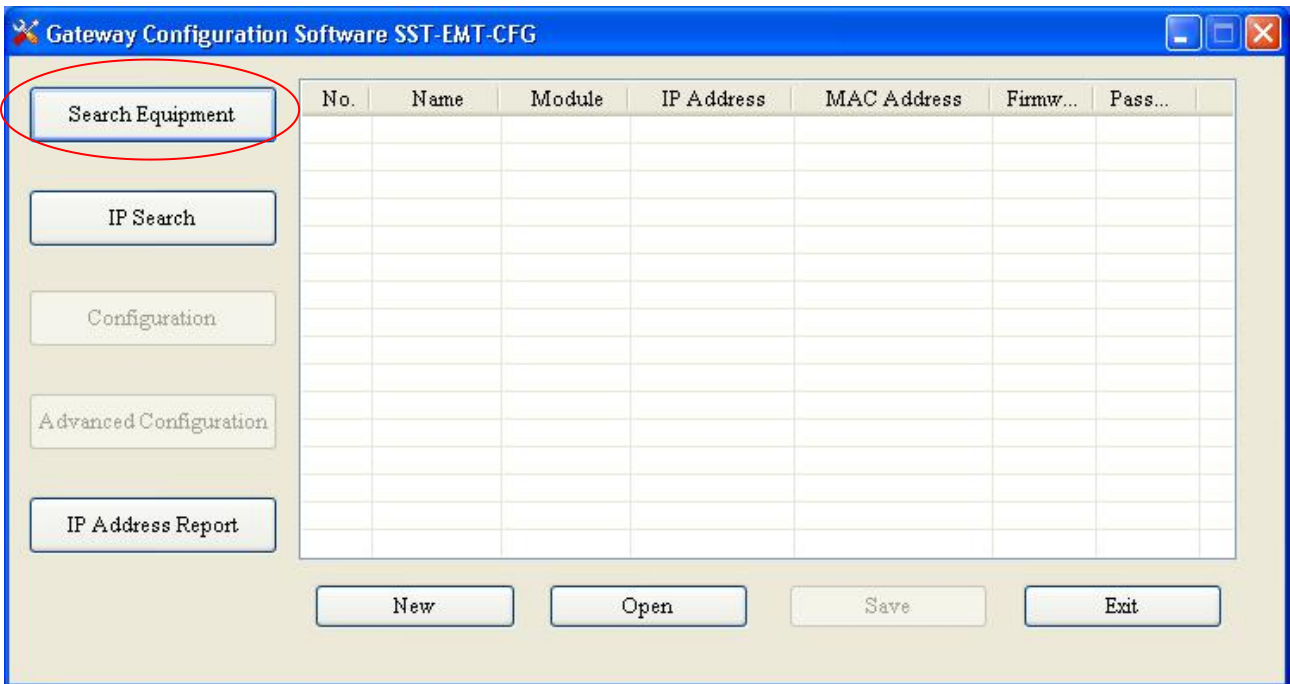 Gateway Configuration Software SST-EMT-CFG
Search Equipment
No. Name Module IP Address MAC Address Firmw... Pass...
IP Search
Configuration
Advanced Configuration
IP Address Report
New Open Save Exit